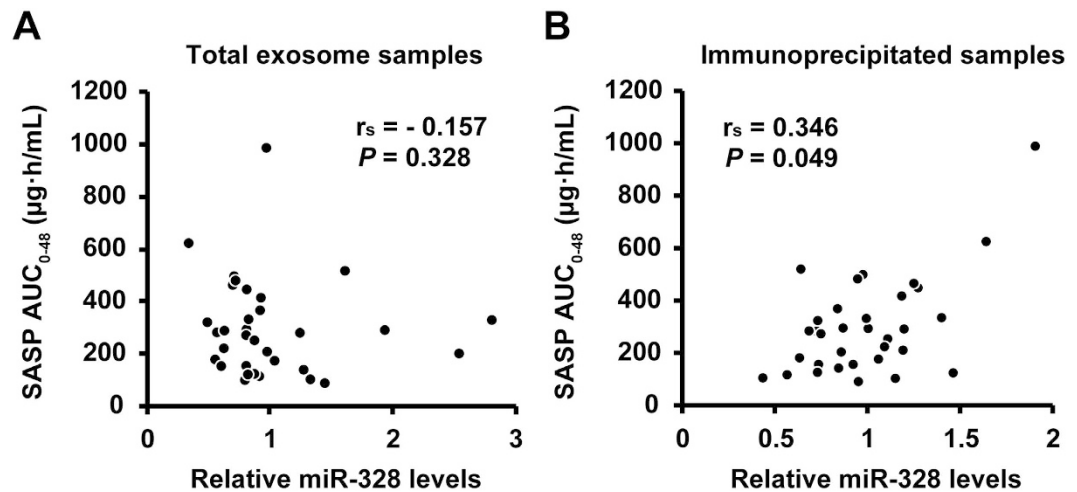 A
Total exosome samples
SASP AUC0-48 (µg·h/mL)
1200
1000
800
600
400
200
0
rs = - 0.157
P = 0.328
0
1
2
3
Relative miR-328 levels
B
Immunoprecipitated samples
SASP AUC0-48 (µg·h/mL)
1200
1000
800
600
400
200
0
rs = 0.346
P = 0.049
0
0.5
1
1.5
2
Relative miR-328 levels